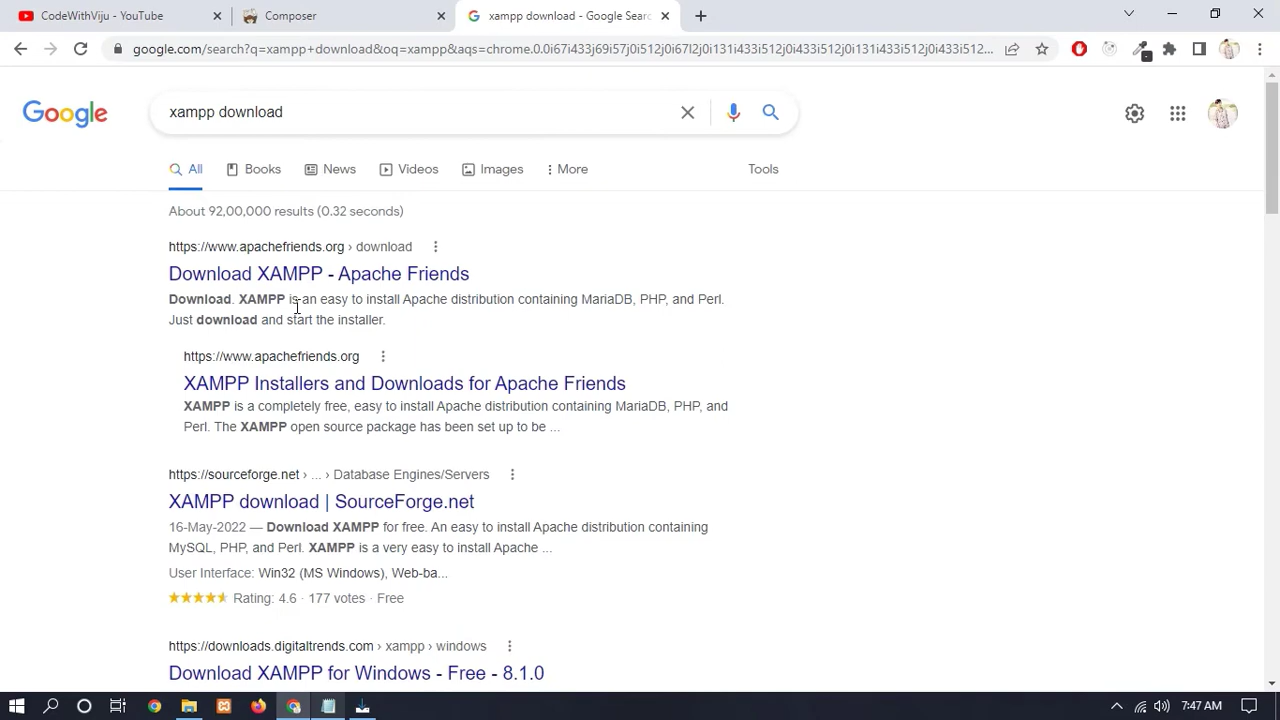 CodeWithViju - YouTube
Composer
xampp download - Google Sear
google.com/search?q=xampp+download&oq=xampp&aqs=chrome.0.0i67i433j69i57j0i512j0i67l2j0i131i433i512j0i433i512j0i131i433i512j0i433i512...
Google
xampp download
All
Books
News
Videos
Images
More
Tools
About 92,00,000 results (0.32 seconds)
https://www.apachefriends.org › download
Download XAMPP - Apache Friends
Download. XAMPP is an easy to install Apache distribution containing MariaDB, PHP, and Perl.
Just download and start the installer.
https://www.apachefriends.org
XAMPP Installers and Downloads for Apache Friends
XAMPP is a completely free, easy to install Apache distribution containing MariaDB, PHP, and
Perl. The XAMPP open source package has been set up to be ...
https://sourceforge.net › ... › Database Engines/Servers
XAMPP download | SourceForge.net
16-May-2022 — Download XAMPP for free. An easy to install Apache distribution containing
MySQL, PHP, and Perl. XAMPP is a very easy to install Apache ...
User Interface: Win32 (MS Windows), Web-ba...
Rating: 4.6 · 177 votes · Free
https://downloads.digitaltrends.com › xampp › windows
Download XAMPP for Windows - Free - 8.1.0
7:47 AM